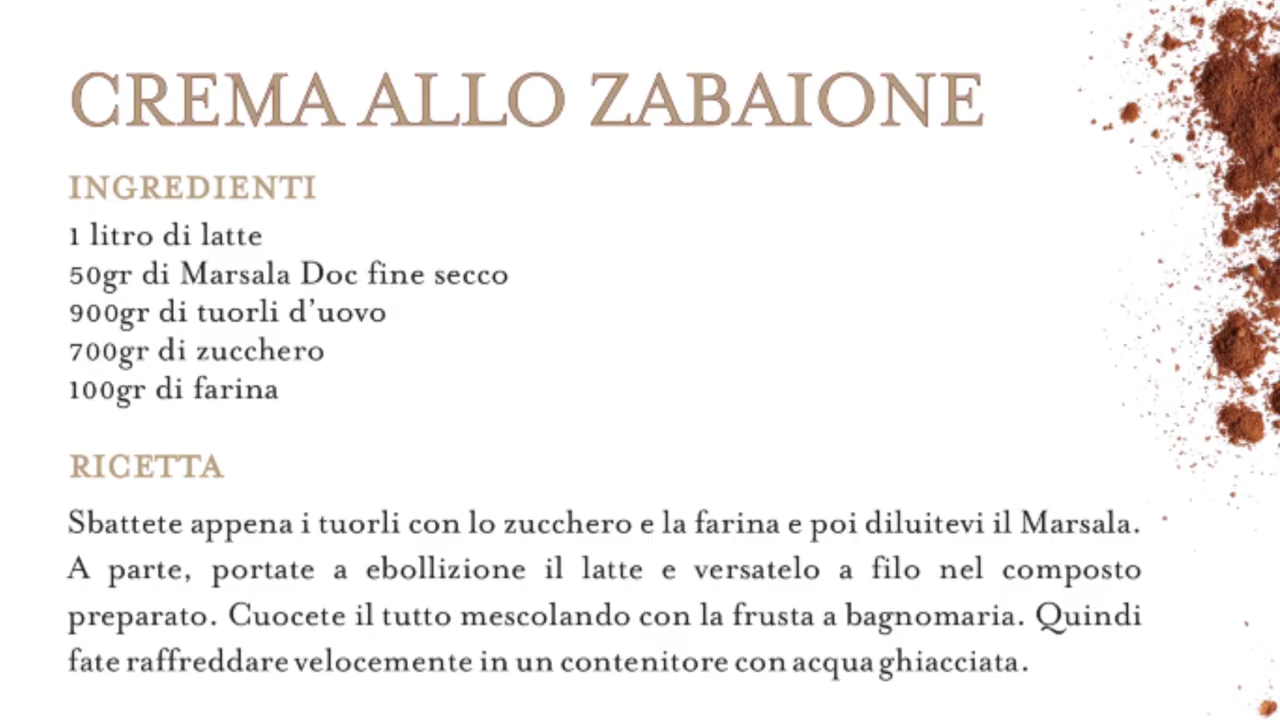 CREMA ALLO ZABAIONE
INGREDIENTI
1 litro di latte
50gr di Marsala Doc fine secco
900gr di tuorli d’uovo
700gr di zucchero
100gr di farina
RICETTA
Sbattete appena i tuorli con lo zucchero e la farina e poi diluitevi il Marsala.
A parte, portate a ebollizione il latte e versatelo a filo nel composto
preparato. Cuocete il tutto mescolando con la frusta a bagnomaria. Quindi
fate raffreddare velocemente in un contenitore con acqua ghiacciata.